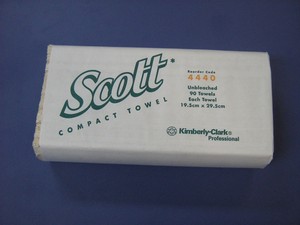 Scott®
COMPACT TOWEL
Reorder Code
4440
Unbleached
90 Towels
Each Towel
19.5cm x 29.5cm
Kimberly-Clark®
Professional